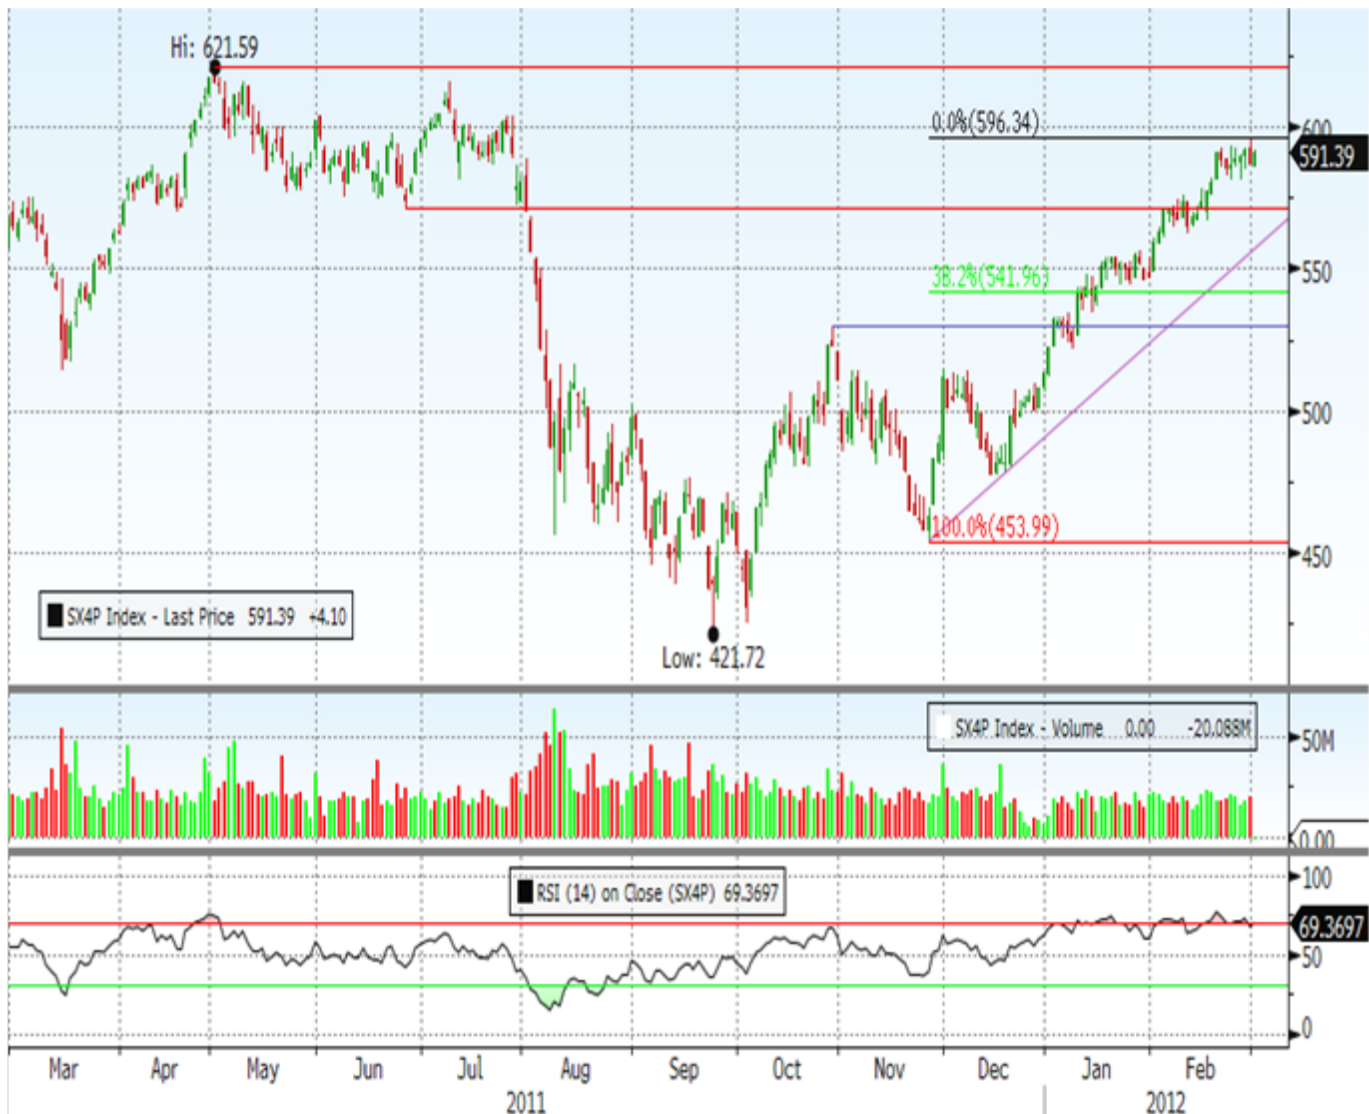 Hi: 621.59
0.0%(596.34)
600
591.39
38.2%(541.96)
550
500
100.0%(453.99)
450
SX4P Index - Last Price 591.39 +4.10
Low: 421.72
SX4P Index - Volume 0.00 -20.088M
50M
0.00
100
RSI (14) on Close (SX4P) 69.3697
69.3697
50
0
Mar Apr May Jun Jul Aug Sep Oct Nov Dec Jan Feb
2011 2012